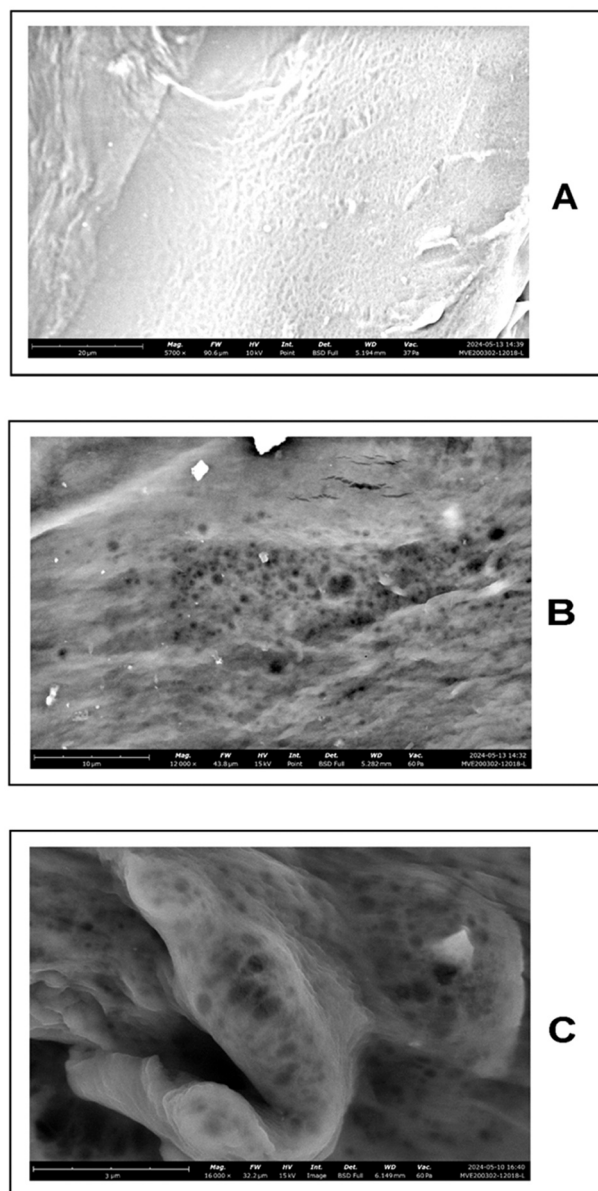 A
Mag. FW HV Int. Det. WD Vac. 2024-05-13 14:39
20 µm 5700 × 90.6 µm 10 kV Point BSD Full 5.194 mm 37 Pa MVE200302-12018-L
B
Mag. FW HV Int. Det. WD Vac. 2024-05-13 14:32
10 µm 12 000 × 43.8 µm 15 kV Point BSD Full 5.282 mm 60 Pa MVE200302-12018-L
C
Mag. FW HV Int. Det. WD Vac. 2024-05-10 16:40
3 µm 16 000 × 32.2 µm 15 kV Image BSD Full 6.149 mm 60 Pa MVE200302-12018-L